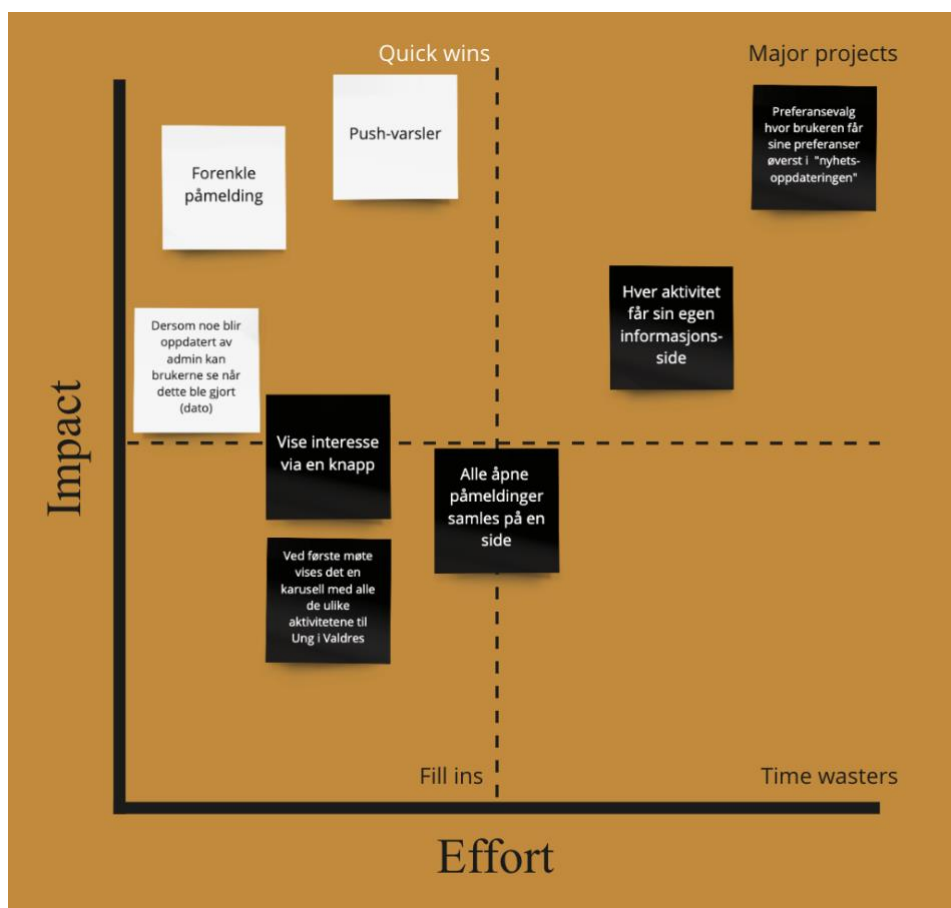 Quick wins
Major projects
Push-varsler
Preferansevalg
hvor brukeren får
sine preferanser
øverst i "nyhets-
oppdateringen"
Forenkle
påmelding
Hver aktivitet
får sin egen
informasjons-
side
Dersom noe blir
oppdatert av
admin kan
brukerne se når
dette ble gjort
(dato)
Vise interesse
via en knapp
Alle åpne
påmeldinger
samles på en
side
Ved første møte
vises det en
karusell med alle
de ulike
aktivitetene til
Ung i Valdres
Impact
Fill ins
Time wasters
Effort